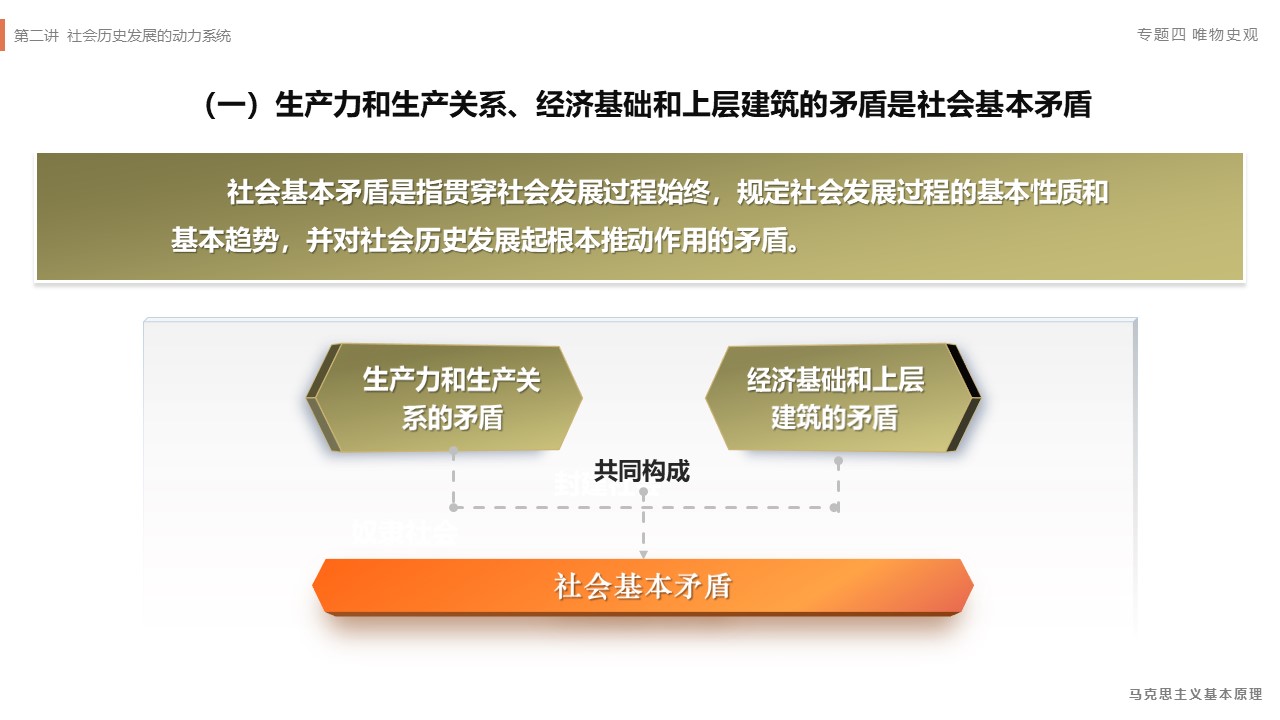 第二讲 社会历史发展的动力系统
专题四 唯物史观
（一）生产力和生产关系、经济基础和上层建筑的矛盾是社会基本矛盾
社会基本矛盾是指贯穿社会发展过程始终，规定社会发展过程的基本性质和
基本趋势，并对社会历史发展起根本推动作用的矛盾。
生产力和生产关
系的矛盾
经济基础和上层
建筑的矛盾
共同构成
奴隶社会
社会基本矛盾
马克思主义基本原理